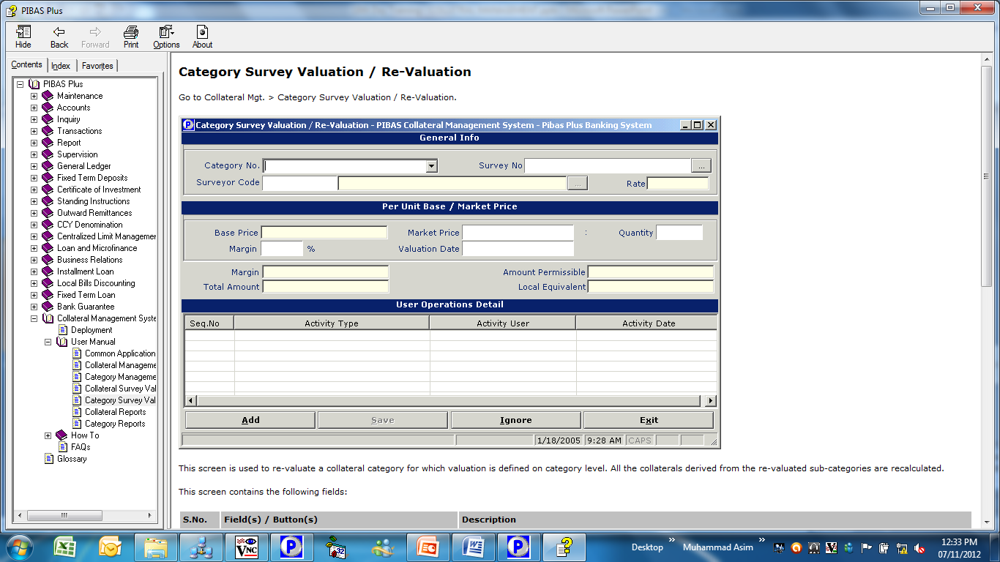 PIBAS Plus
Hide Back Forward Print Options About
Contents Index Favorites
PIBAS Plus
Maintenance
Accounts
Inquiry
Transactions
Report
Supervision
General Ledger
Fixed Term Deposits
Certificate of Investment
Standing Instructions
Outward Remittances
CCY Denomination
Centralized Limit Managemer
Loan and Microfinance
Business Relations
Installment Loan
Local Bills Discounting
Fixed Term Loan
Bank Guarantee
Collateral Management Syste
Deployment
User Manual
Common Application
Collateral Manageme
Category Manageme
Collateral Survey Val
Category Survey Val
Collateral Reports
Category Reports
How To
FAQs
Glossary
Category Survey Valuation / Re-Valuation
Go to Collateral Mgt. > Category Survey Valuation / Re-Valuation.
Category Survey Valuation / Re-Valuation - PIBAS Collateral Management System - Pibas Plus Banking System
General Info
Category No. Survey No ...
Surveyor Code ... Rate
Per Unit Base / Market Price
Base Price Market Price : Quantity
Margin % Valuation Date
Margin Amount Permissible
Total Amount Local Equivalent
User Operations Detail
Seq.No Activity Type Activity User Activity Date
Add Save Ignore Exit
1/18/2005 9:28 AM CAPS
This screen is used to re-valuate a collateral category for which valuation is defined on category level. All the collaterals derived from the re-valuated sub-categories are recalculated.
This screen contains the following fields:
S.No. Field(s) / Button(s) Description
Desktop » Muhammad Asim » 12:33 PM
07/11/2012